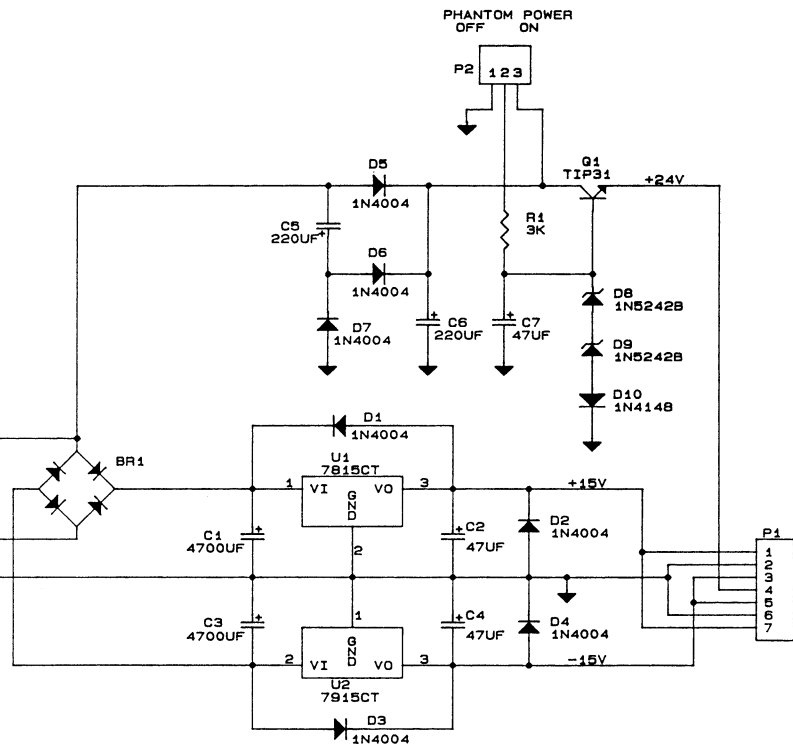 PHANTOM POWER
OFF ON
P2 123
Q1
TIP31
+24V
D5
1N4004
C5
220UF +
R1
3K
D6
1N4004
D7
1N4004
+
C6
220UF
+
C7
47UF
D8
1N5242B
D9
1N5242B
D10
1N4148
D1
1N4004
BR1
U1
7815CT
1 VI GND VO 3
2
+15V
C1 +
4700UF
+ C2
47UF
D2
1N4004
P1
1
2
3
4
5
6
7
C3 +
4700UF
1
+ C4
47UF
D4
1N4004
2 VI GND VO 3
-15V
U2
7915CT
D3
1N4004